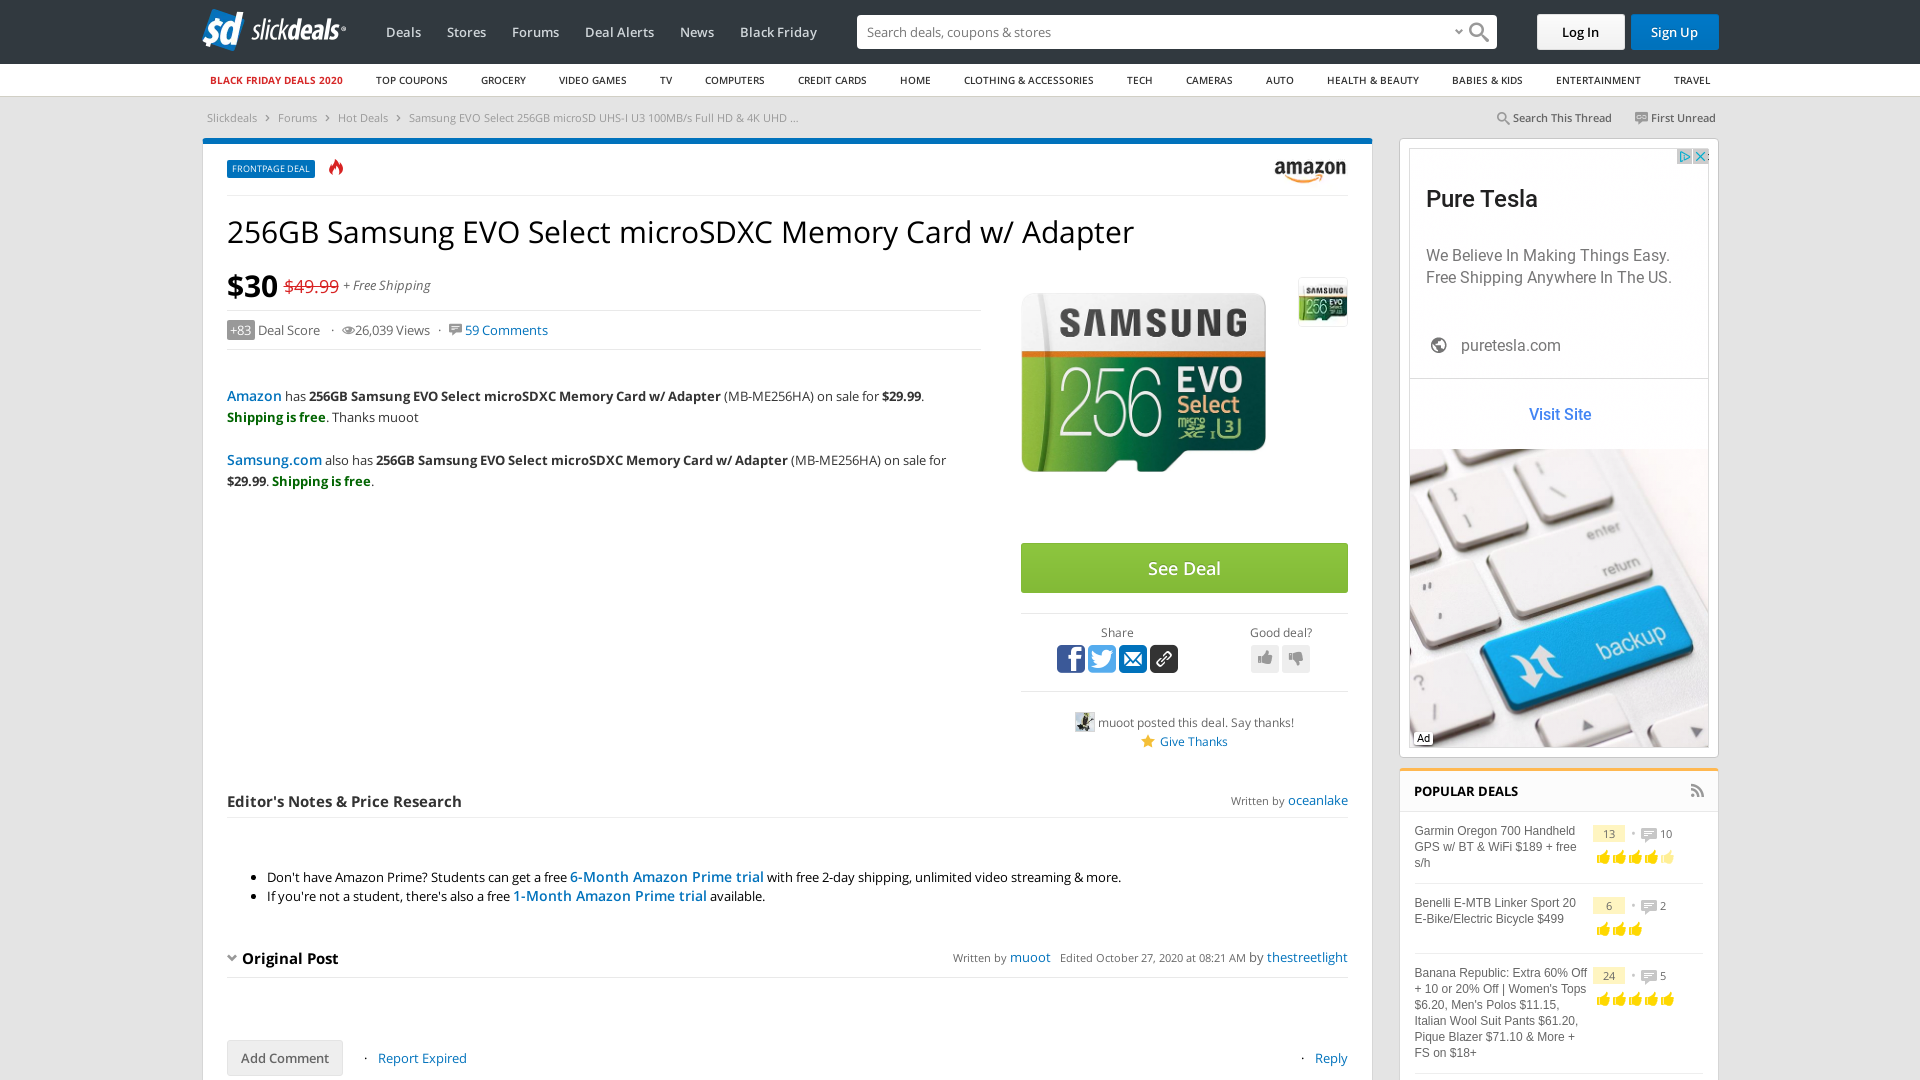 slickdeals
Deals Stores Forums Deal Alerts News Black Friday
Search deals, coupons & stores
Log In Sign Up
BLACK FRIDAY DEALS 2020 TOP COUPONS GROCERY VIDEO GAMES TV COMPUTERS CREDIT CARDS HOME CLOTHING & ACCESSORIES TECH CAMERAS AUTO HEALTH & BEAUTY BABIES & KIDS ENTERTAINMENT TRAVEL
Slickdeals › Forums › Hot Deals › Samsung EVO Select 256GB microSD UHS-I U3 100MB/s Full HD & 4K UHD ...
Search This Thread First Unread
FRONTPAGE DEAL
amazon
256GB Samsung EVO Select microSDXC Memory Card w/ Adapter
$30 $49.99 + Free Shipping
+83 Deal Score · 26,039 Views · 59 Comments
Amazon has 256GB Samsung EVO Select microSDXC Memory Card w/ Adapter (MB-ME256HA) on sale for $29.99.
Shipping is free. Thanks muoot
Samsung.com also has 256GB Samsung EVO Select microSDXC Memory Card w/ Adapter (MB-ME256HA) on sale for
$29.99. Shipping is free.
SAMSUNG
256 EVO
Select
micro SD XC I U3
SAMSUNG
256 EVO
See Deal
Share
Good deal?
muoot posted this deal. Say thanks!
Give Thanks
Editor's Notes & Price Research
Written by oceanlake
• Don't have Amazon Prime? Students can get a free 6-Month Amazon Prime trial with free 2-day shipping, unlimited video streaming & more.
• If you're not a student, there's also a free 1-Month Amazon Prime trial available.
Original Post
Written by muoot Edited October 27, 2020 at 08:21 AM by thestreetlight
Add Comment · Report Expired
· Reply
Pure Tesla
We Believe In Making Things Easy.
Free Shipping Anywhere In The US.
puretesla.com
Visit Site
enter
return
backup
Ad
POPULAR DEALS
Garmin Oregon 700 Handheld
GPS w/ BT & WiFi $189 + free
s/h
13 • 10
Benelli E-MTB Linker Sport 20
E-Bike/Electric Bicycle $499
6 • 2
Banana Republic: Extra 60% Off
+ 10 or 20% Off | Women's Tops
$6.20, Men's Polos $11.15,
Italian Wool Suit Pants $61.20,
Pique Blazer $71.10 & More +
FS on $18+
24 • 5